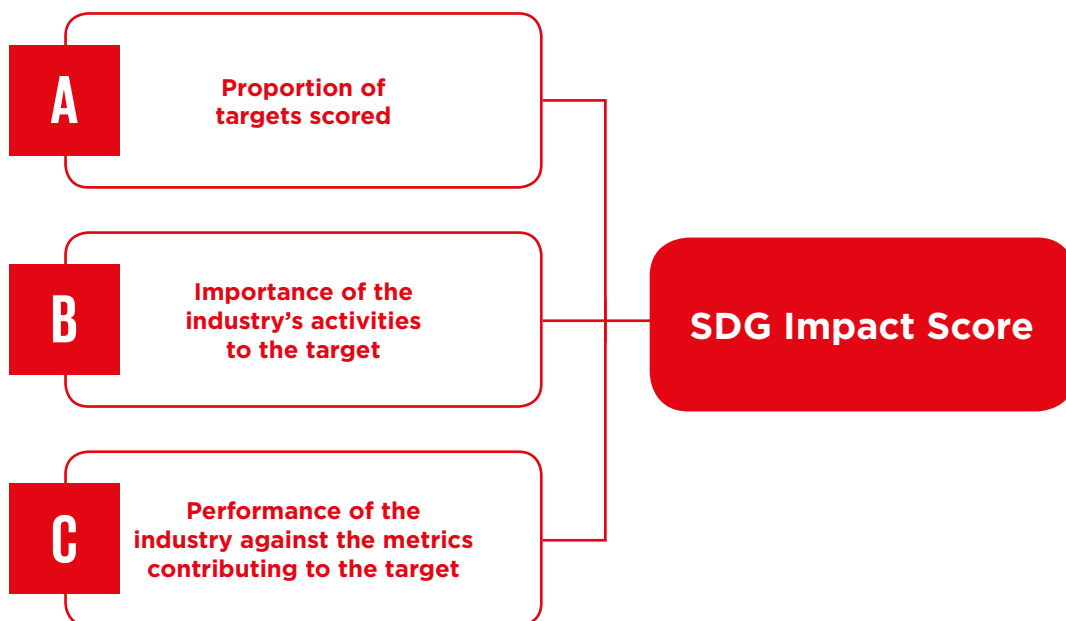 A
Proportion of
targets scored
B
Importance of the
industry’s activities
to the target
SDG Impact Score
C
Performance of the
industry against the metrics
contributing to the target